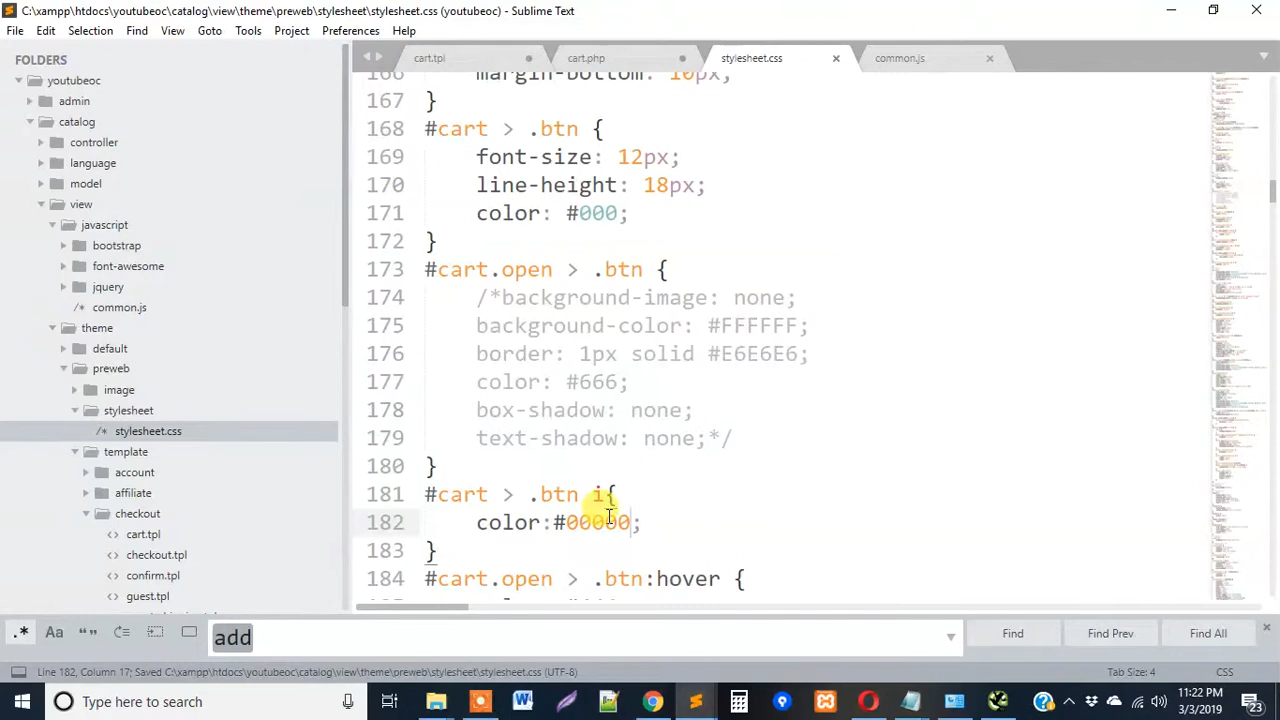 C:\xampp\htdocs\youtubeoc\catalog\view\theme\preweb\stylesheet\stylesheet.css (youtubeoc) - Sublime Text
File Edit Selection Find View Goto Tools Project Preferences Help
FOLDERS
cart.tpl cart.php stylesheet.css common.js
youtubeoc
admin
catalog
controller
language
model
view
javascript
bootstrap
font-awesome
common.js
theme
default
preweb
image
stylesheet
stylesheet.css
template
account
affiliate
checkout
cart.tpl
checkout.tpl
confirm.tpl
guest.tpl
166 margin-bottom: 10px;
167 }
168 #cart > .btn {
169 font-size: 12px;
170 line-height: 18px;
171 color: #000;
172 }
173 #cart.open > .btn {
174 /*background-image: none;
175 background-color: #FFFFFF;
176 border: 1px solid #E6E6E6;
177 color: #666;
178 box-shadow: none;
179 text-shadow: none;*/
180 }
181 #cart > .btn i
182 color:#00000;
183 }
184 #cart.open > .btn:hover {
.* Aa “” add Find Find Prev Find All
Line 182, Column 17; Saved C:\xampp\htdocs\youtubeoc\catalog\view\theme\preweb\stylesheet\stylesheet.css (UTF-8) Tab Size: 4 CSS
Type here to search
11:22 PM
3/3/2019
23